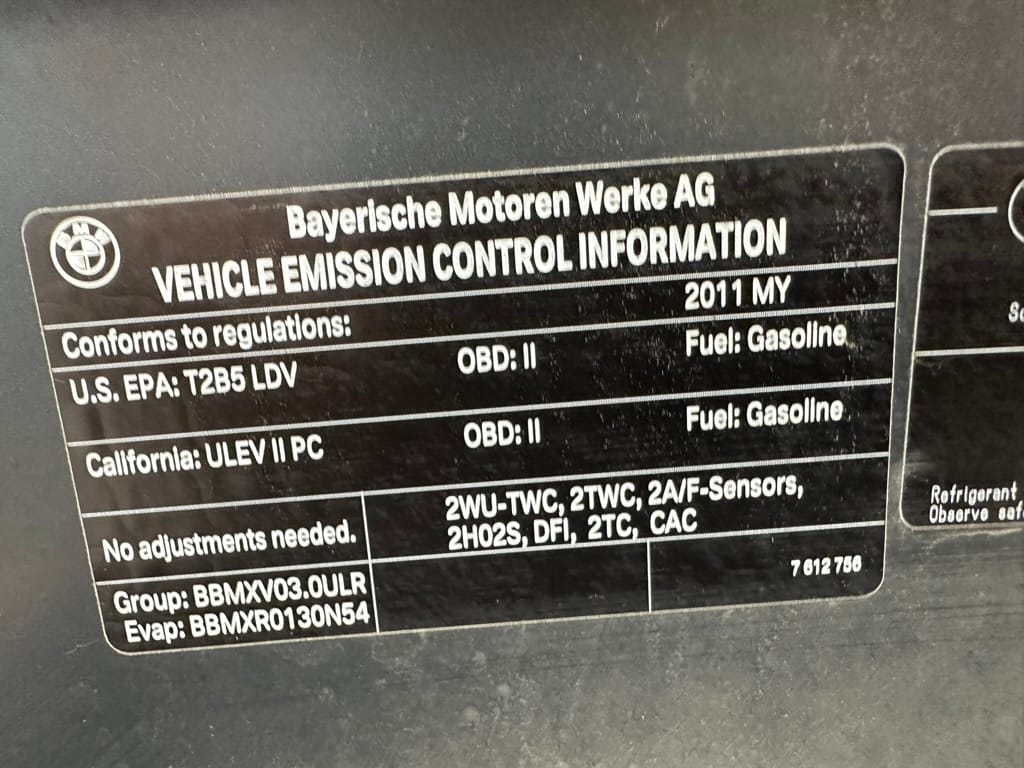 BMW
Bayerische Motoren Werke AG
VEHICLE EMISSION CONTROL INFORMATION
Conforms to regulations: 2011 MY
U.S. EPA: T2B5 LDV OBD: II Fuel: Gasoline
California: ULEV II PC OBD: II Fuel: Gasoline
No adjustments needed.
2WU-TWC, 2TWC, 2A/F-Sensors,
2H02S, DFI, 2TC, CAC
Group: BBMXV03.0ULR
Evap: BBMXR0130N54
7 612 756
Refrigerant
Observe